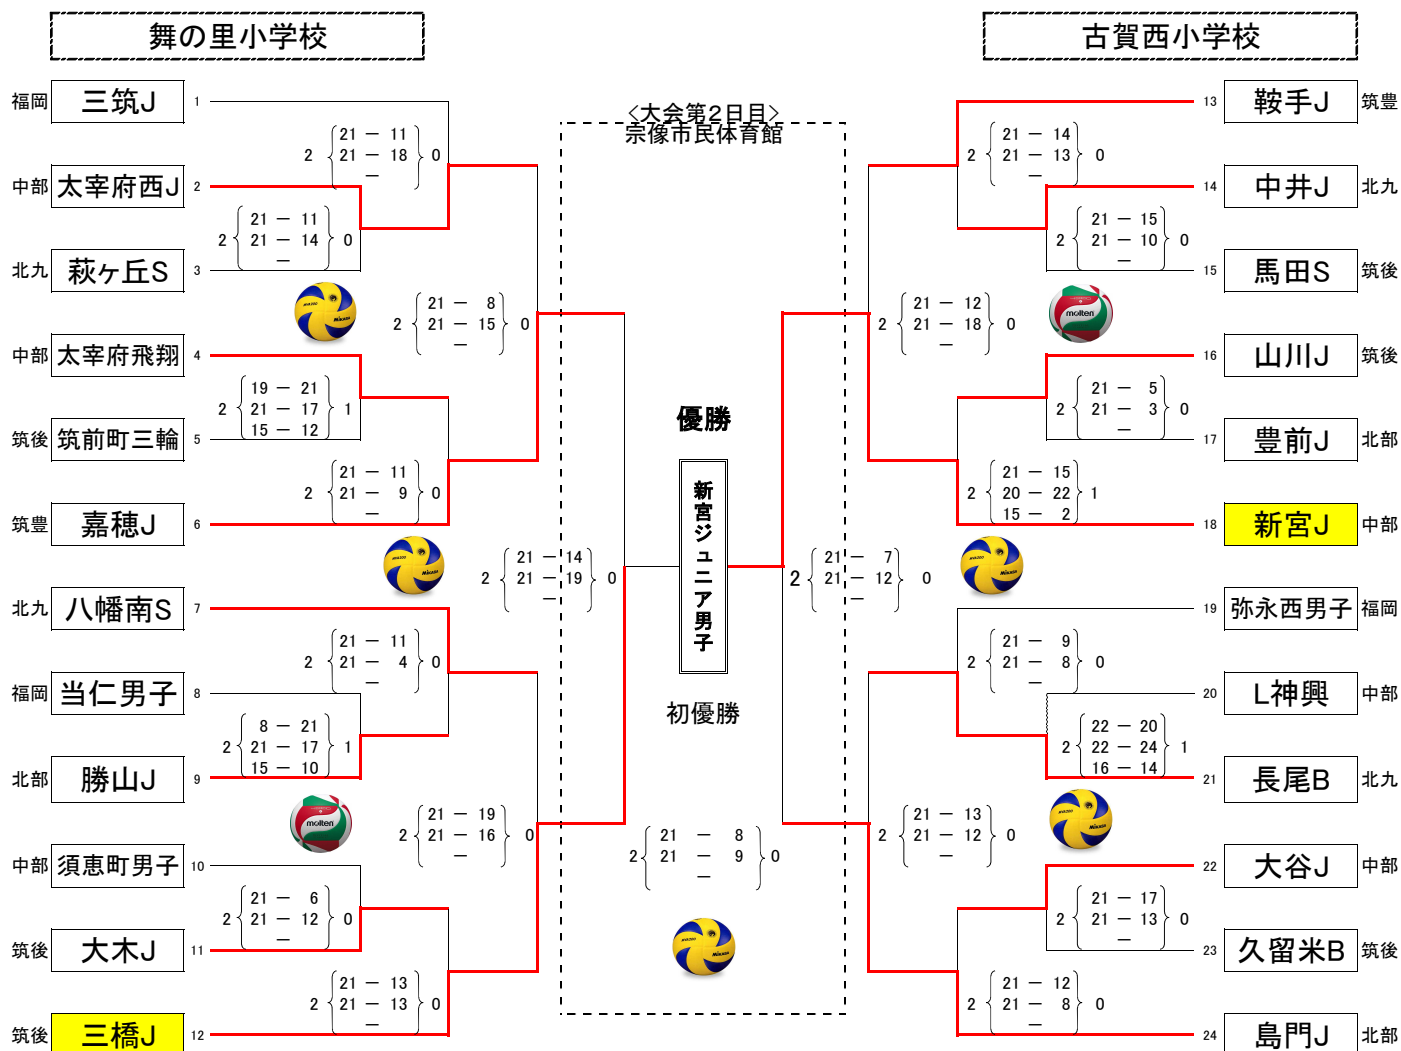 舞の里小学校
古賀西小学校
<大会第2日目>
宗像市民体育館
福岡 三筑J 1
21 － 11
2 21 － 18 0
－
中部 太宰府西J 2
21 － 11
2 21 － 14 0
－
北九 萩ヶ丘S 3
21 － 8
2 21 － 15 0
－
中部 太宰府飛翔 4
19 － 21
2 21 － 17 1
15 － 12
筑後 筑前町三輪 5
21 － 11
2 21 － 9 0
－
筑豊 嘉穂J 6
21 － 14
2 21 － 19 0
－
北九 八幡南S 7
21 － 11
2 21 － 4 0
－
福岡 当仁男子 8
8 － 21
2 21 － 17 1
15 － 10
北部 勝山J 9
21 － 19
2 21 － 16 0
－
中部 須恵町男子 10
21 － 6
2 21 － 12 0
－
筑後 大木J 11
21 － 13
2 21 － 13 0
－
筑後 三橋J 12
優勝
新宮ジュニア男子
初優勝
21 － 8
2 21 － 9 0
－
13 鞍手J 筑豊
21 － 14
2 21 － 13 0
－
14 中井J 北九
21 － 15
2 21 － 10 0
－
15 馬田S 筑後
21 － 12
2 21 － 18 0
－
molten
16 山川J 筑後
21 － 5
2 21 － 3 0
－
17 豊前J 北部
21 － 15
2 20 － 22 1
15 － 2
18 新宮J 中部
21 － 7
2 21 － 12 0
－
19 弥永西男子 福岡
21 － 9
2 21 － 8 0
－
20 L神興 中部
22 － 20
2 22 － 24 1
16 － 14
21 長尾B 北九
21 － 13
2 21 － 12 0
－
22 大谷J 中部
21 － 17
2 21 － 13 0
－
23 久留米B 筑後
21 － 12
2 21 － 8 0
－
24 島門J 北部
MIKASA
MIKASA
molten
MIKASA
MIKASA
MIKASA